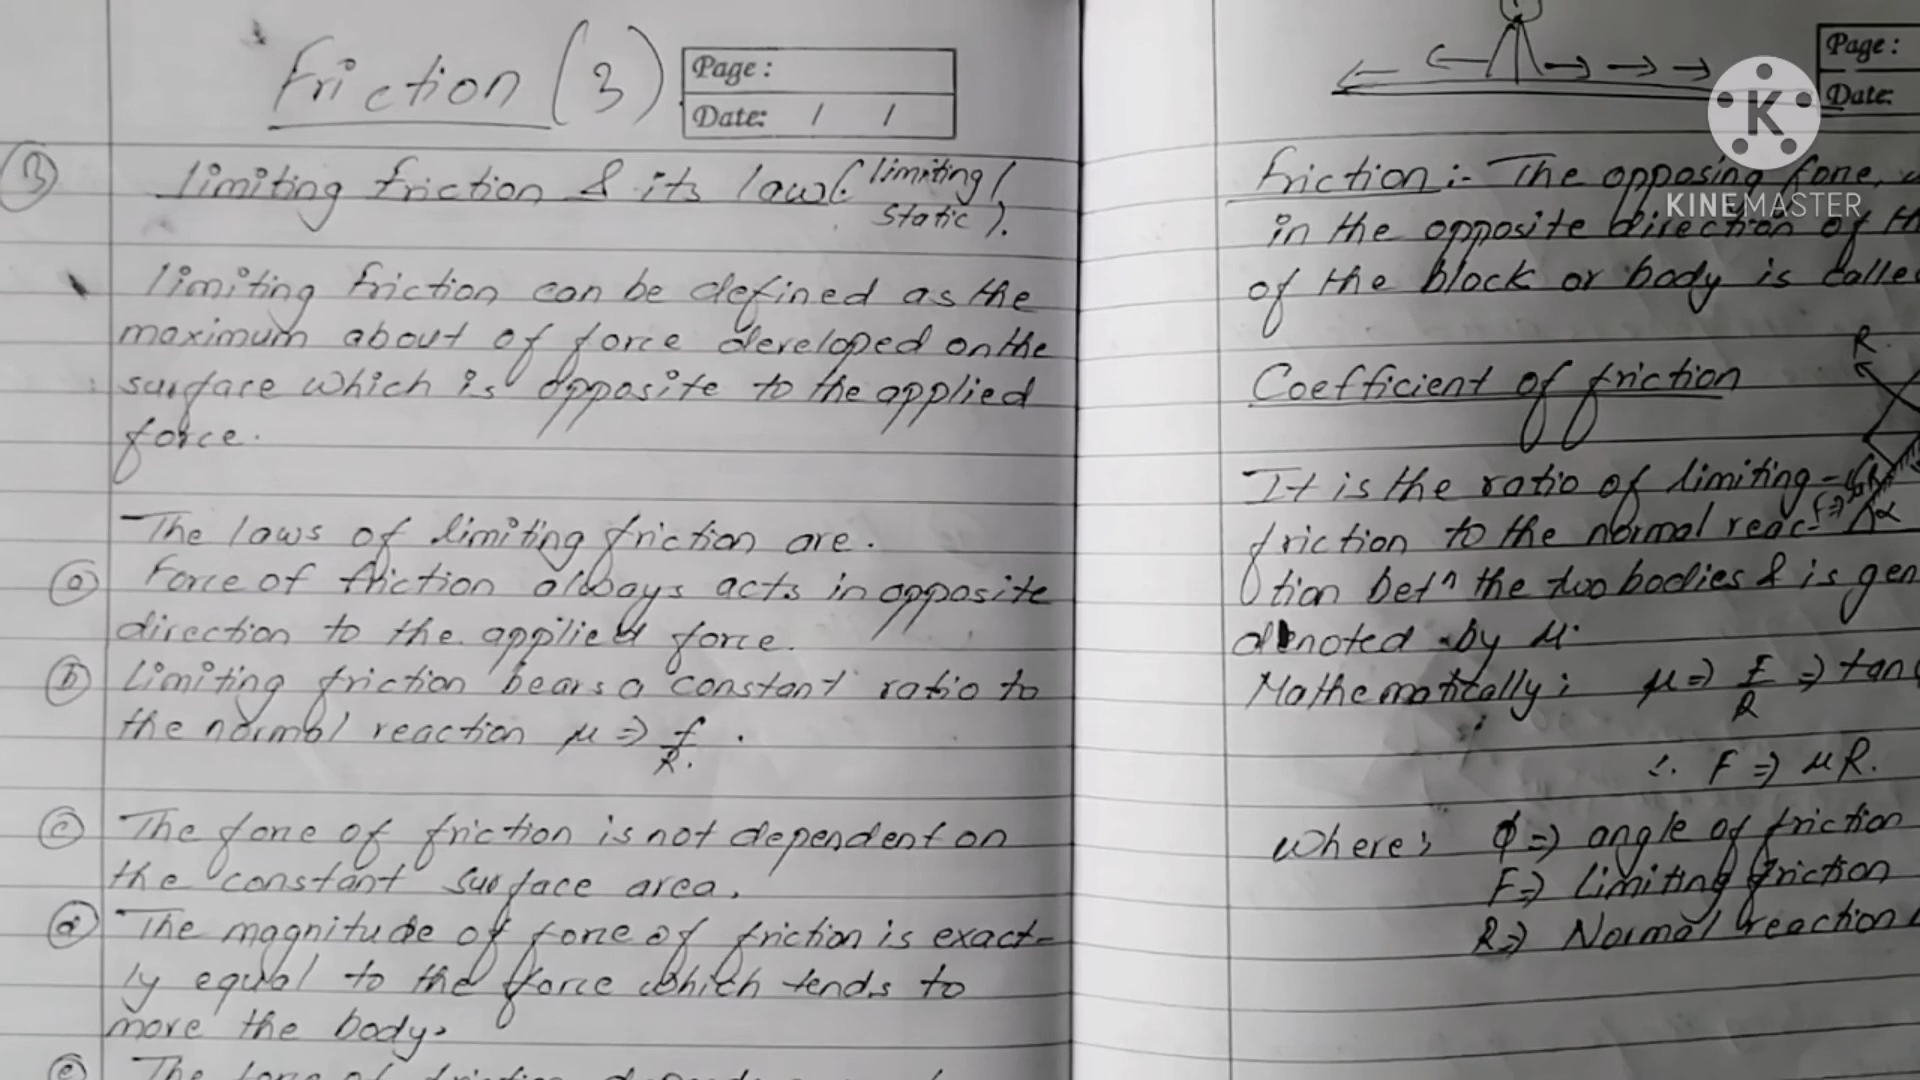 Friction (3)
Page :
Date: / /
3 limiting friction & its law (limiting/
static).
limiting friction can be defined as the
maximum about of force developed on the
surface which is opposite to the applied
force.
The laws of limiting friction are.
a Force of friction always acts in opposite
direction to the applied force.
b Limiting friction bears a constant ratio to
the normal reaction μ => f/R.
c The force of friction is not dependent on
the constant surface area.
d The magnitude of force of friction is exact-
ly equal to the force which tends to
move the body.
e The force of friction
Page :
Date:
K
KINEMASTER
Friction :- The opposing force,
in the opposite direction of
of the block or body is
Coefficient of friction
R
It is the ratio of limiting
friction to the normal reac-
α
tion betn the two bodies & is
denoted by μ.
Mathematically: μ => F/R => tan
∴ F => μR.
where; φ => angle of friction
F => Limiting friction
R => Normal reaction